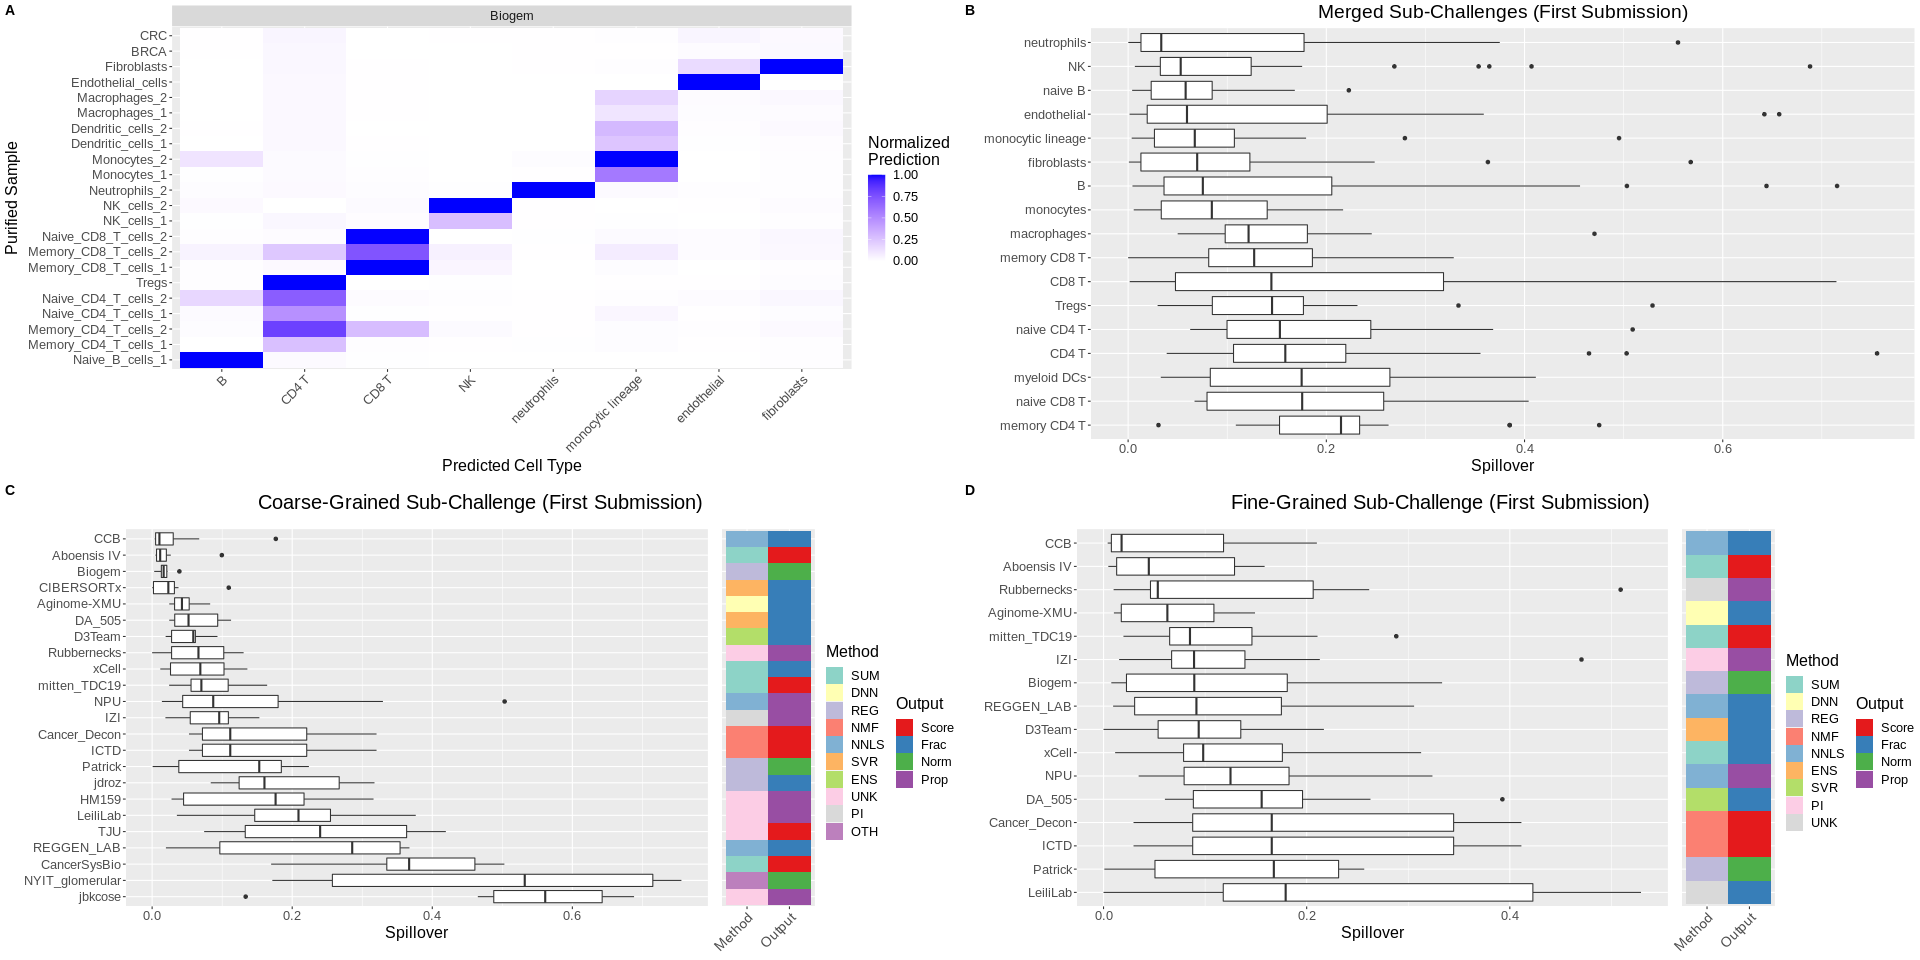 A
Biogem
CRC
BRCA
Fibroblasts
Endothelial_cells
Macrophages_2
Macrophages_1
Dendritic_cells_2
Dendritic_cells_1
Monocytes_2
Monocytes_1
Neutrophils_2
NK_cells_2
NK_cells_1
Naive_CD8_T_cells_2
Memory_CD8_T_cells_2
Memory_CD8_T_cells_1
Tregs
Naive_CD4_T_cells_2
Naive_CD4_T_cells_1
Memory_CD4_T_cells_2
Memory_CD4_T_cells_1
Naive_B_cells_1
Purified Sample
B
CD4 T
CD8 T
NK
neutrophils
monocytic lineage
endothelial
fibroblasts
Predicted Cell Type
Normalized
Prediction
1.00
0.75
0.50
0.25
0.00
B
Merged Sub-Challenges (First Submission)
neutrophils
NK
naive B
endothelial
monocytic lineage
fibroblasts
B
monocytes
macrophages
memory CD8 T
CD8 T
Tregs
naive CD4 T
CD4 T
myeloid DCs
naive CD8 T
memory CD4 T
0.0 0.2 0.4 0.6
Spillover
C
Coarse-Grained Sub-Challenge (First Submission)
CCB
Aboensis IV
Biogem
CIBERSORTx
Aginome-XMU
DA_505
D3Team
Rubbernecks
xCell
mitten_TDC19
NPU
IZI
Cancer_Decon
ICTD
Patrick
jdroz
HM159
LeiliLab
TJU
REGGEN_LAB
CancerSysBio
NYIT_glomerular
jbkcose
0.0 0.2 0.4 0.6
Spillover
Method
Output
Method
SUM
DNN
REG
NMF
NNLS
SVR
ENS
UNK
PI
OTH
Output
Score
Frac
Norm
Prop
D
Fine-Grained Sub-Challenge (First Submission)
CCB
Aboensis IV
Rubbernecks
Aginome-XMU
mitten_TDC19
IZI
Biogem
REGGEN_LAB
D3Team
xCell
NPU
DA_505
Cancer_Decon
ICTD
Patrick
LeiliLab
0.0 0.2 0.4
Spillover
Method
Output
Method
SUM
DNN
REG
NMF
NNLS
ENS
SVR
PI
UNK
Output
Score
Frac
Norm
Prop